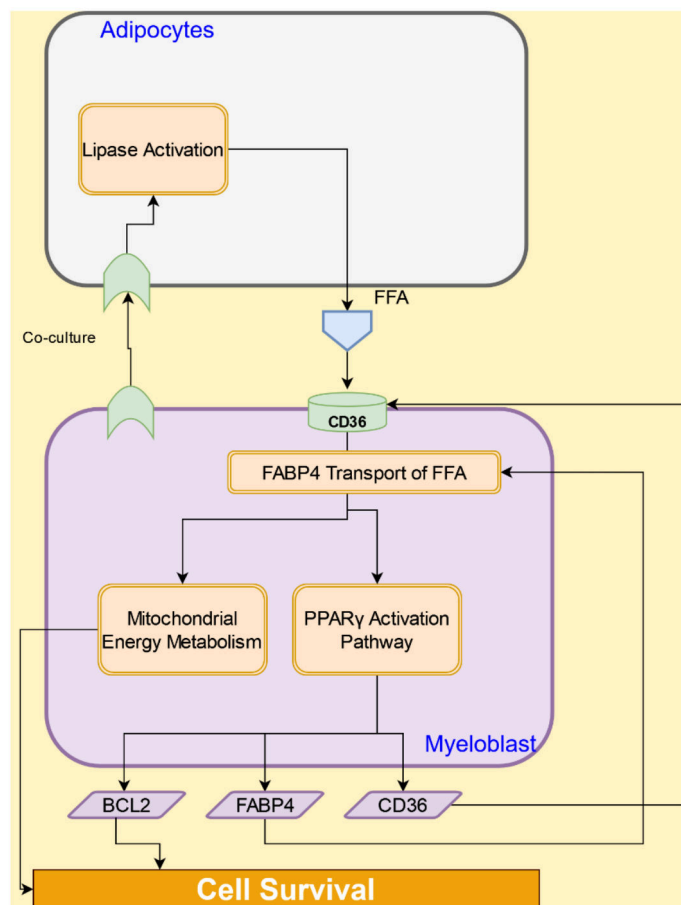 Adipocytes
Lipase Activation
FFA
Co-culture
CD36
FABP4 Transport of FFA
Mitochondrial
Energy Metabolism
PPARγ Activation
Pathway
Myeloblast
BCL2
FABP4
CD36
Cell Survival